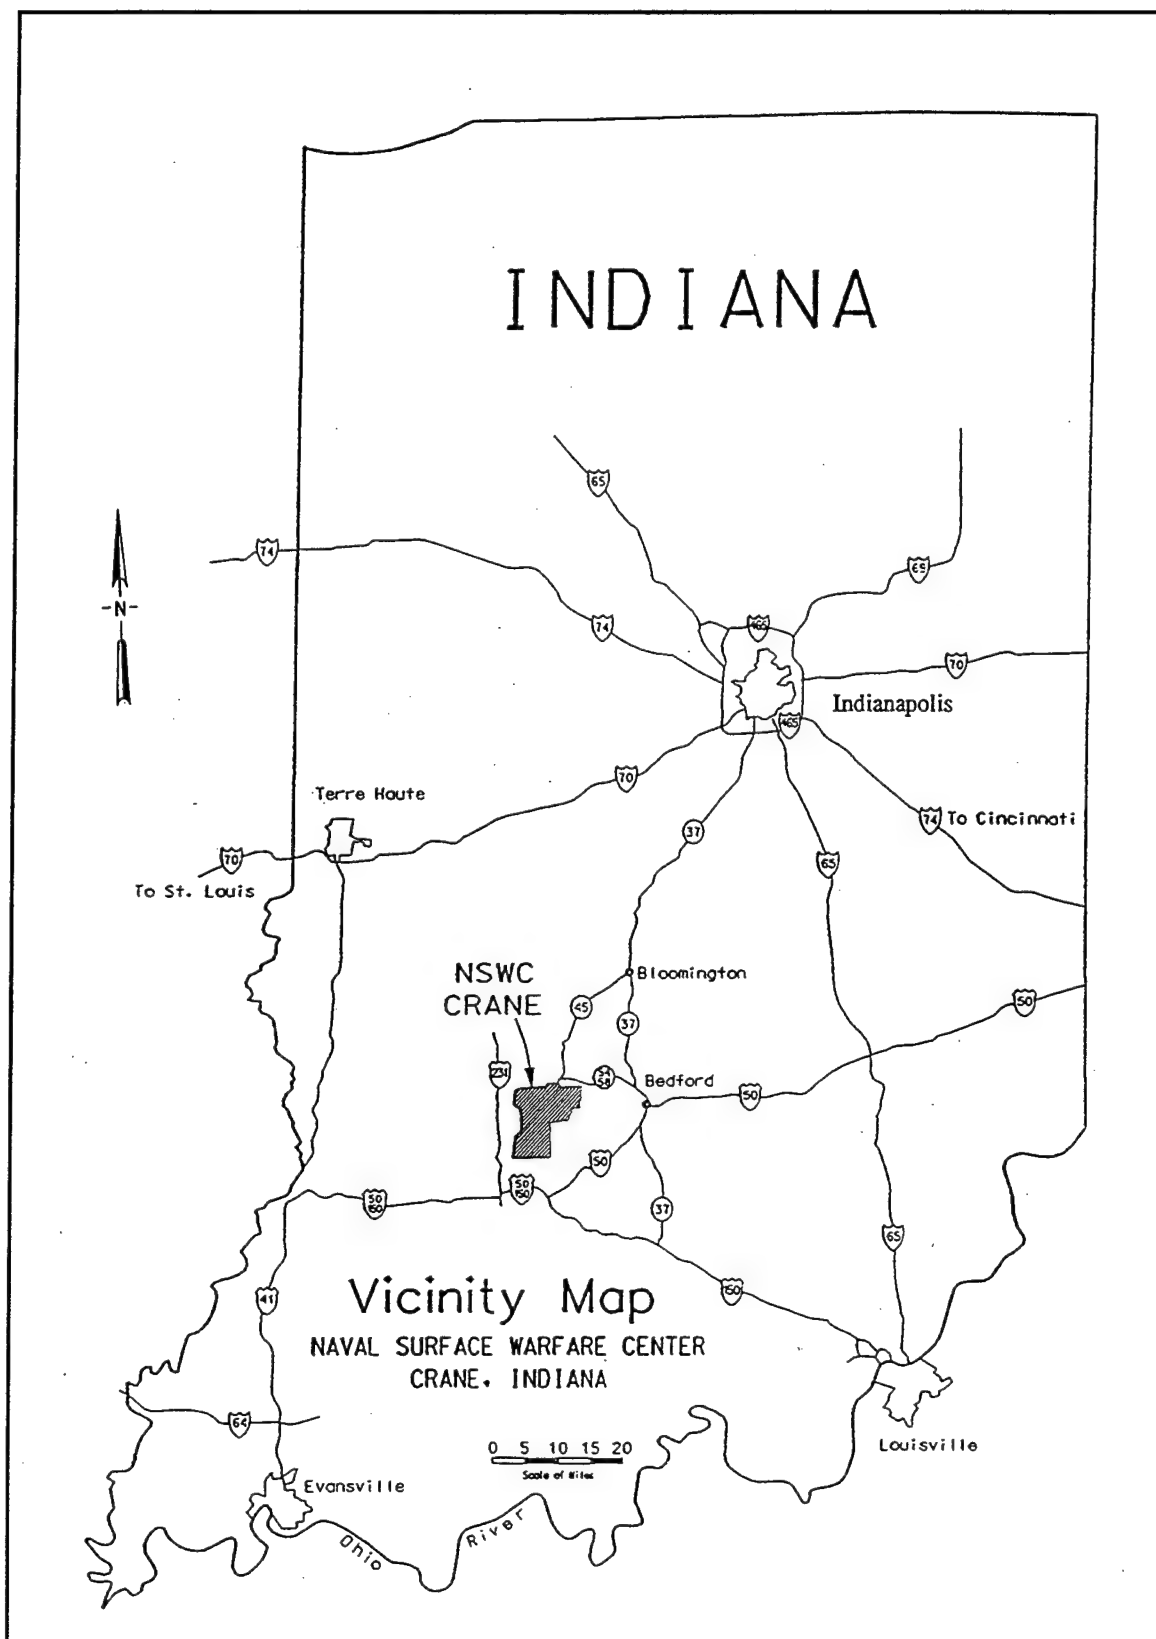 INDIANA
65
74
69
-N-
74
465
70
Indianapolis
465
70
Terre Haute
37
74 To Cincinnati
70
65
To St. Louis
NSWC
CRANE
Bloomington
45
50
37
231
54
58
Bedford
50
50
50
150
50
150
37
65
150
41
Vicinity Map
NAVAL SURFACE WARFARE CENTER
CRANE, INDIANA
64
0 5 10 15 20
Scale of Miles
Louisville
Evansville
Ohio River